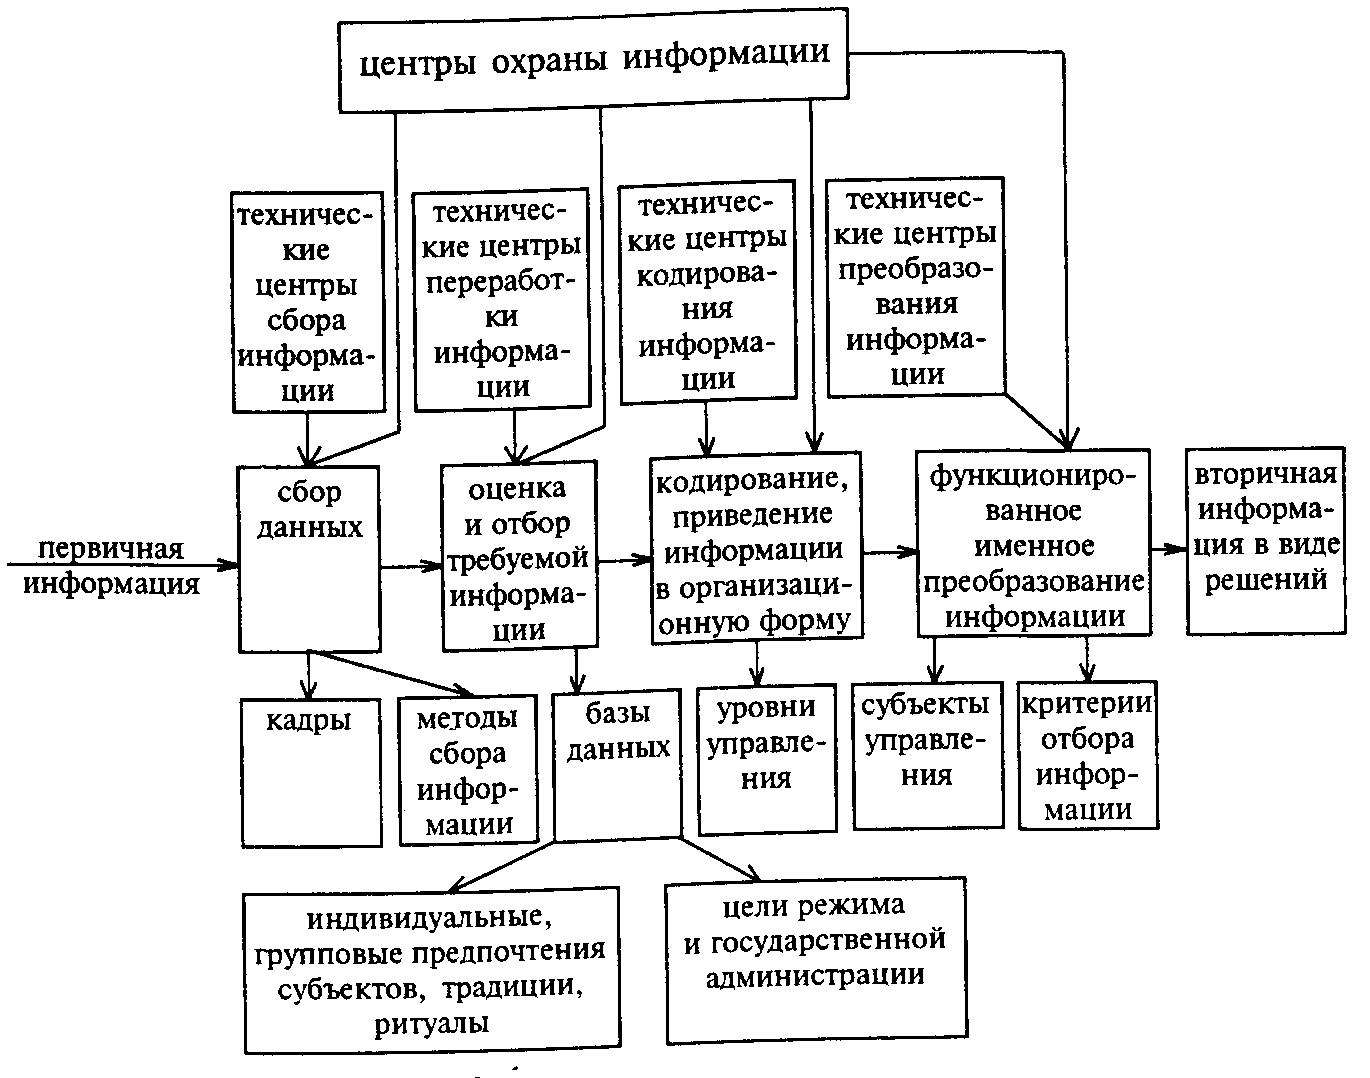 центры охраны информации
техничес-
кие
центры
сбора
информа-
ции
техничес-
кие центры
переработ-
ки
информа-
ции
техничес-
кие центры
кодирова-
ния
информа-
ции
техничес-
кие центры
преобразо-
вания
информа-
ции
первичная
информация
сбор
данных
оценка
и отбор
требуемой
информа-
ции
кодирование,
приведение
информации
в организаци-
онную форму
функциониро-
ванное
именное
преобразование
информации
вторичная
информа-
ция в виде
решений
кадры
методы
сбора
инфор-
мации
базы
данных
уровни
управле-
ния
субъекты
управле-
ния
критерии
отбора
инфор-
мации
индивидуальные,
групповые предпочтения
субъектов, традиции,
ритуалы
цели режима
и государственной
администрации